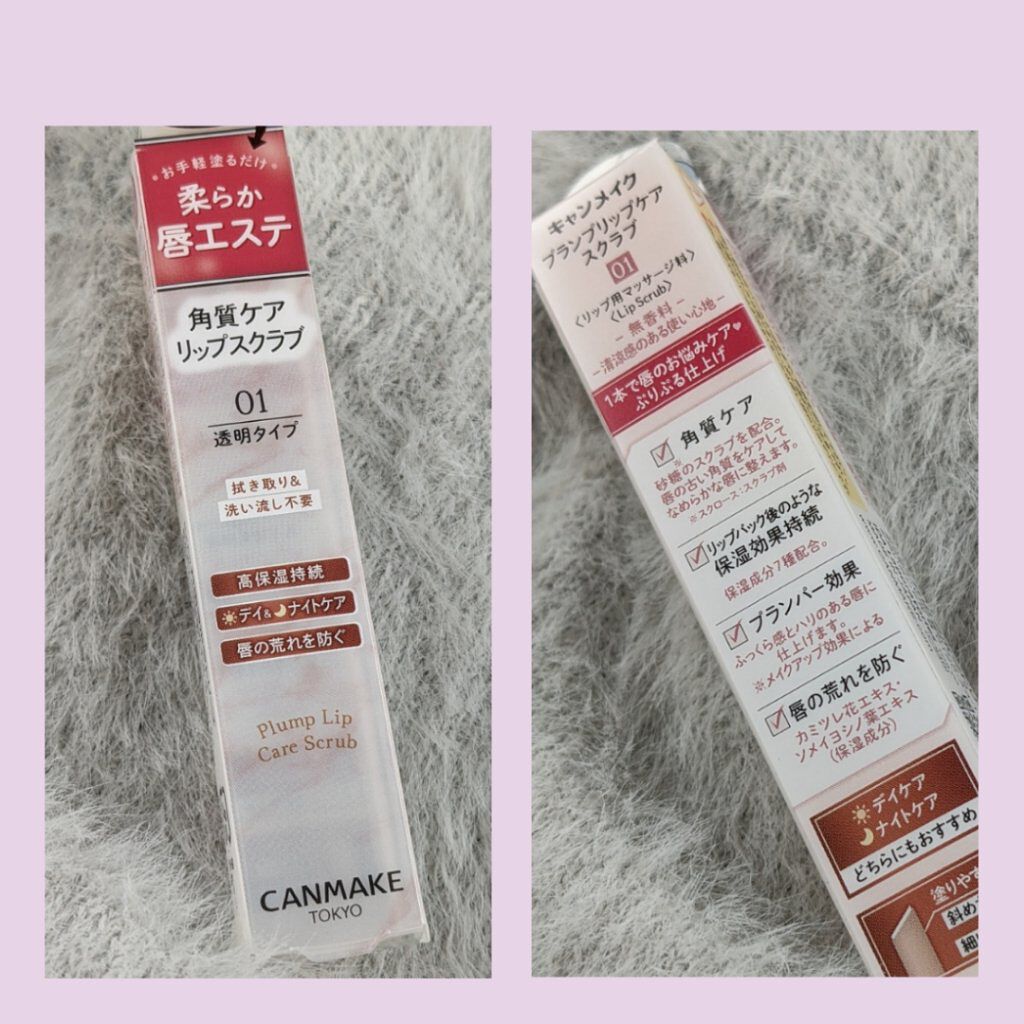 お手軽塗るだけ
柔らか
唇エステ
角質ケア
リップスクラブ
01
透明タイプ
拭き取り&
洗い流し不要
高保湿持続
デイ&ナイトケア
唇の荒れを防ぐ
Plump Lip
Care Scrub
CANMAKE
TOKYO
キャンメイク
プランプリップケア
スクラブ
01
〈リップ用マッサージ料〉
〈Lip Scrub〉
- 無香料 -
-清涼感のある使い心地-
1本で唇のお悩みケア♥
ぷりぷる仕上げ
角質ケア
砂糖※のスクラブを配合。
唇の古い角質をケアして
なめらかな唇に整えます。
※スクロース:スクラブ剤
リップパック後のような
保湿効果持続
保湿成分7種配合。
プランパー効果
ふっくら感とハリのある唇に
仕上げます。
※メイクアップ効果による
唇の荒れを防ぐ
カミツレ花エキス・
ソメイヨシノ葉エキス
(保湿成分)
デイケア
ナイトケア
どちらにもおすすめ
塗りやす
斜め
細